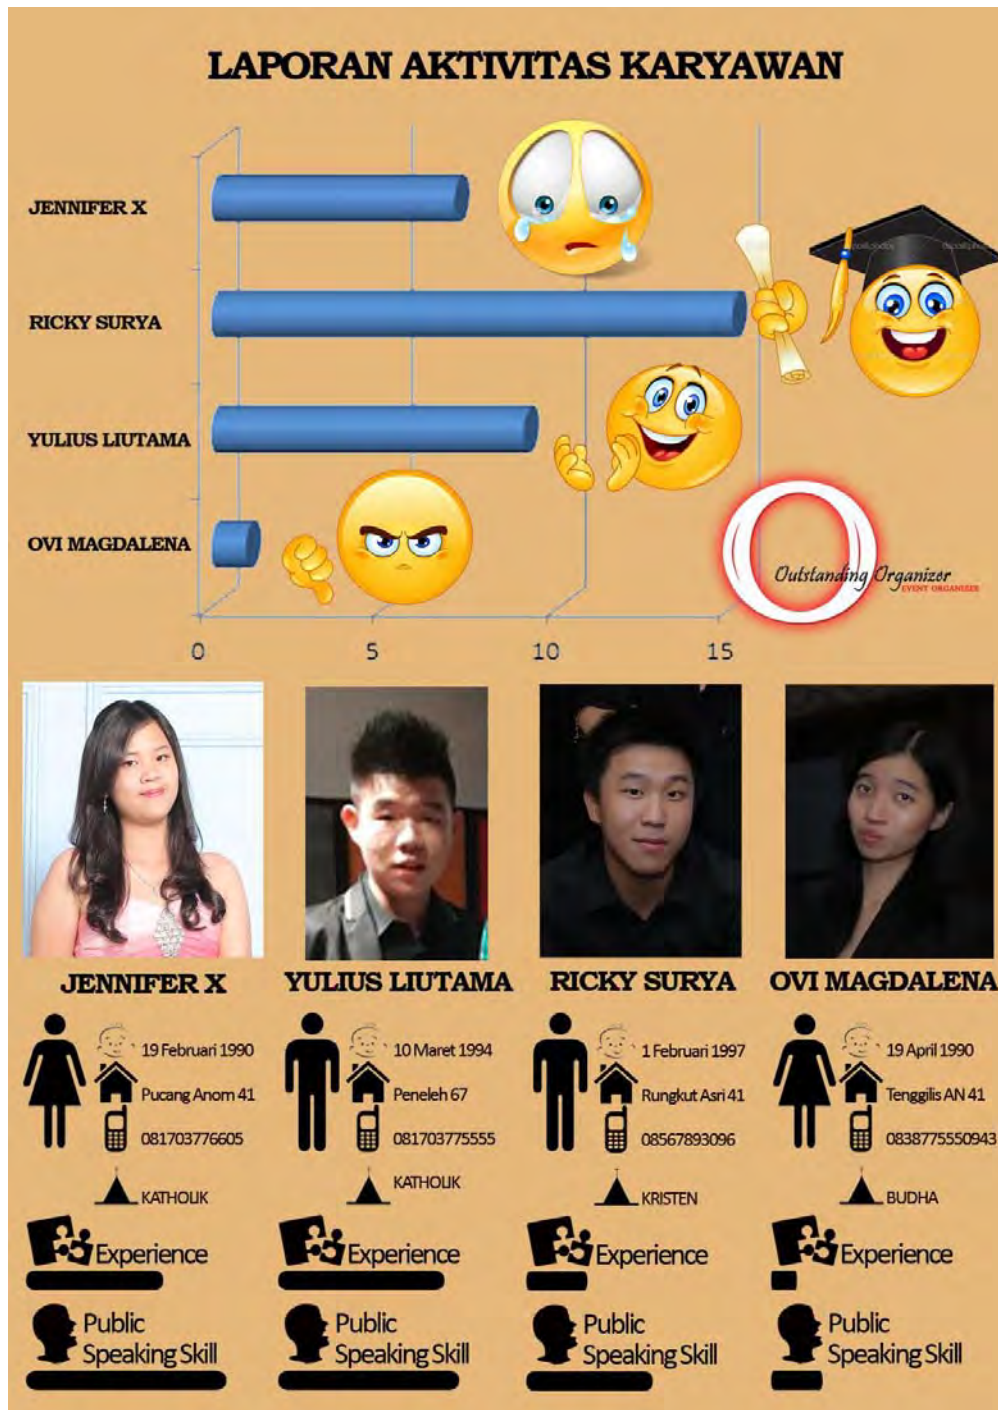 LAPORAN AKTIVITAS KARYAWAN
JENNIFER X
RICKY SURYA
YULIUS LIUTAMA
OVI MAGDALENA
Outstanding Organizer
EVENT ORGANIZER
0 5 10 15
JENNIFER X
19 Februari 1990
Pucang Anom 41
081703776605
KATHOLIK
Experience
Public
Speaking Skill
YULIUS LIUTAMA
10 Maret 1994
Peneleh 67
081703775555
KATHOLIK
Experience
Public
Speaking Skill
RICKY SURYA
1 Februari 1997
Rungkut Asri 41
08567893096
KRISTEN
Experience
Public
Speaking Skill
OVI MAGDALENA
19 April 1990
Tenggilis AN 41
0838775550943
BUDHA
Experience
Public
Speaking Skill